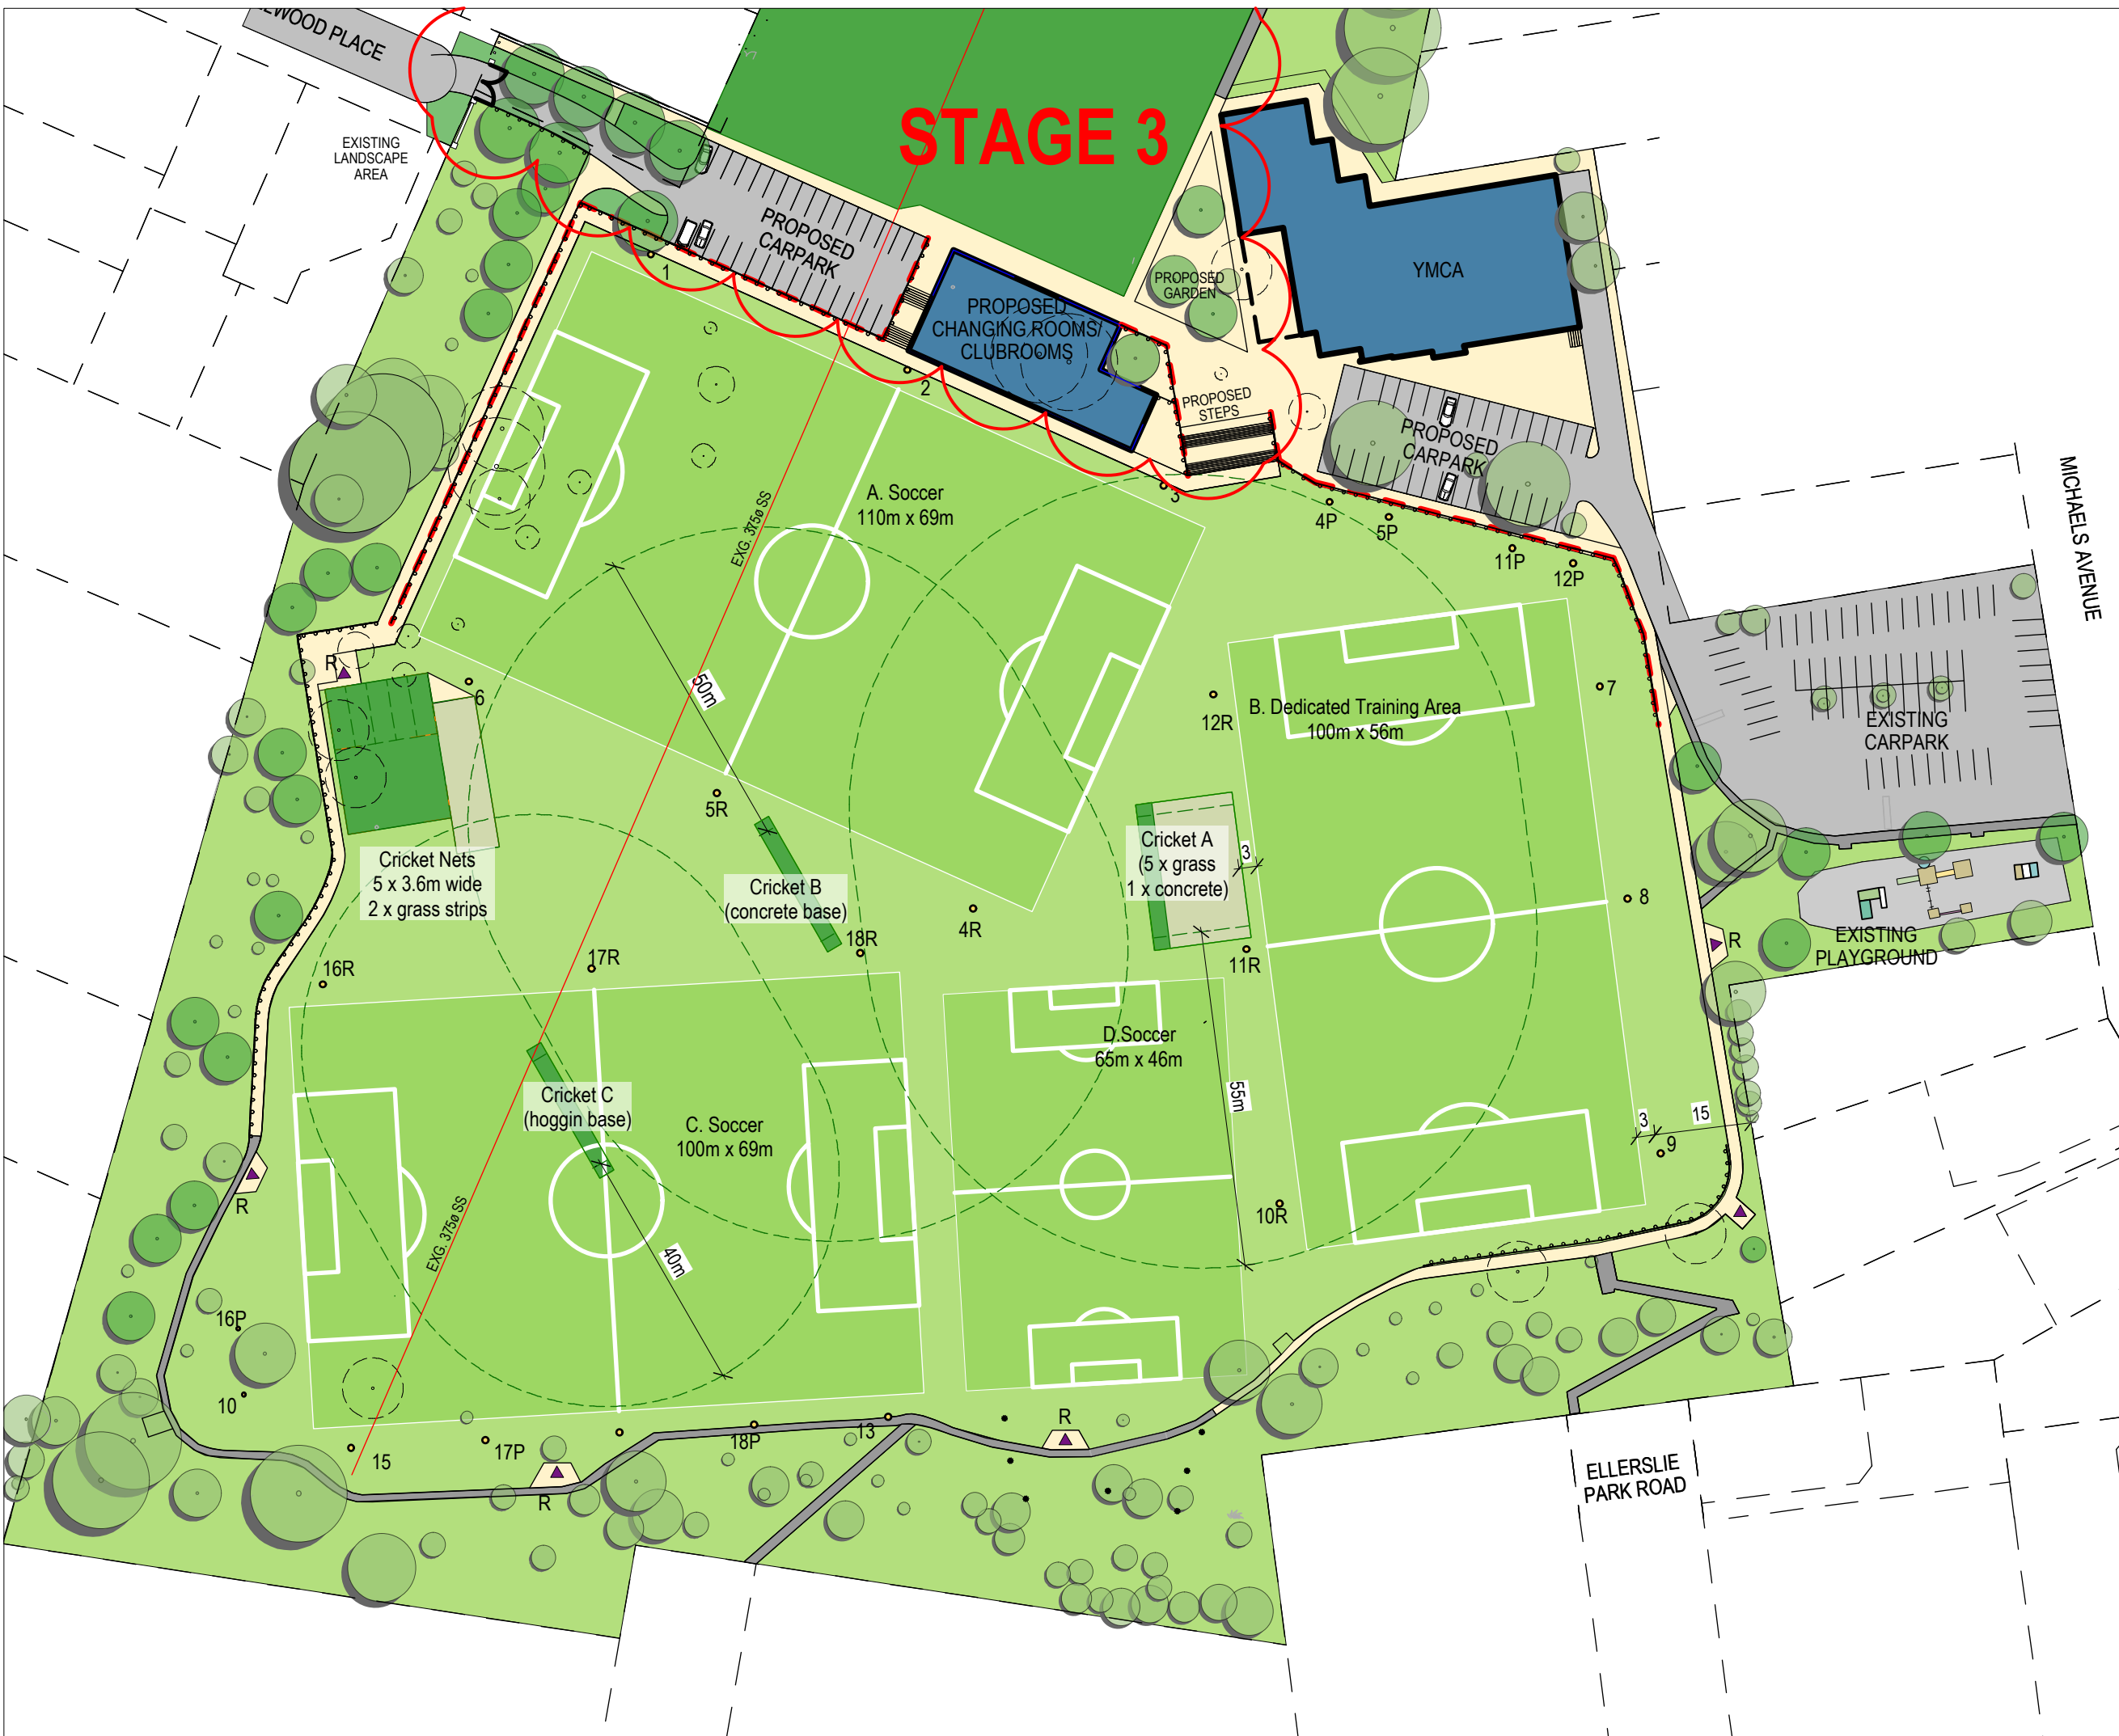 LEWOOD PLACE
STAGE 3
EXISTING
LANDSCAPE
AREA
PROPOSED
CARPARK
1
YMCA
PROPOSED
GARDEN
PROPOSED
CHANGING ROOMS/
CLUBROOMS
2
PROPOSED
STEPS
PROPOSED
CARPARK
MICHAELS AVENUE
3
4P
5P
11P
12P
A. Soccer
110m x 69m
EXG. 375ø SS
R
6
50m
12R
B. Dedicated Training Area
100m x 56m
7
EXISTING
CARPARK
5R
Cricket Nets
5 x 3.6m wide
2 x grass strips
Cricket B
(concrete base)
Cricket A
(5 x grass
1 x concrete)
3
8
4R
18R
17R
16R
11R
R
EXISTING
PLAYGROUND
D.Soccer
65m x 46m
Cricket C
(hoggin base)
C. Soccer
100m x 69m
55m
3
15
9
R
EXG. 375ø SS
40m
10R
16P
10
15
17P
R
18P
13
R
ELLERSLIE
PARK ROAD